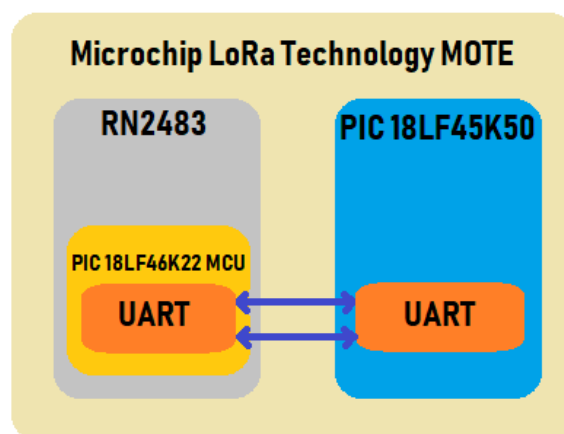 Microchip LoRa Technology MOTE
RN2483
PIC 18LF45K50
PIC 18LF46K22 MCU
UART
UART